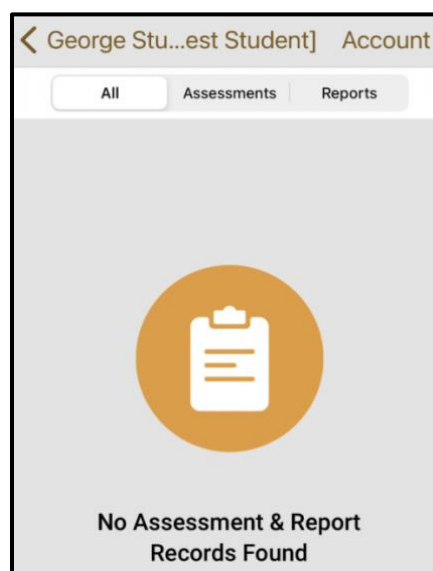 George Stu...est Student] Account
All Assessments Reports
No Assessment & Report
Records Found